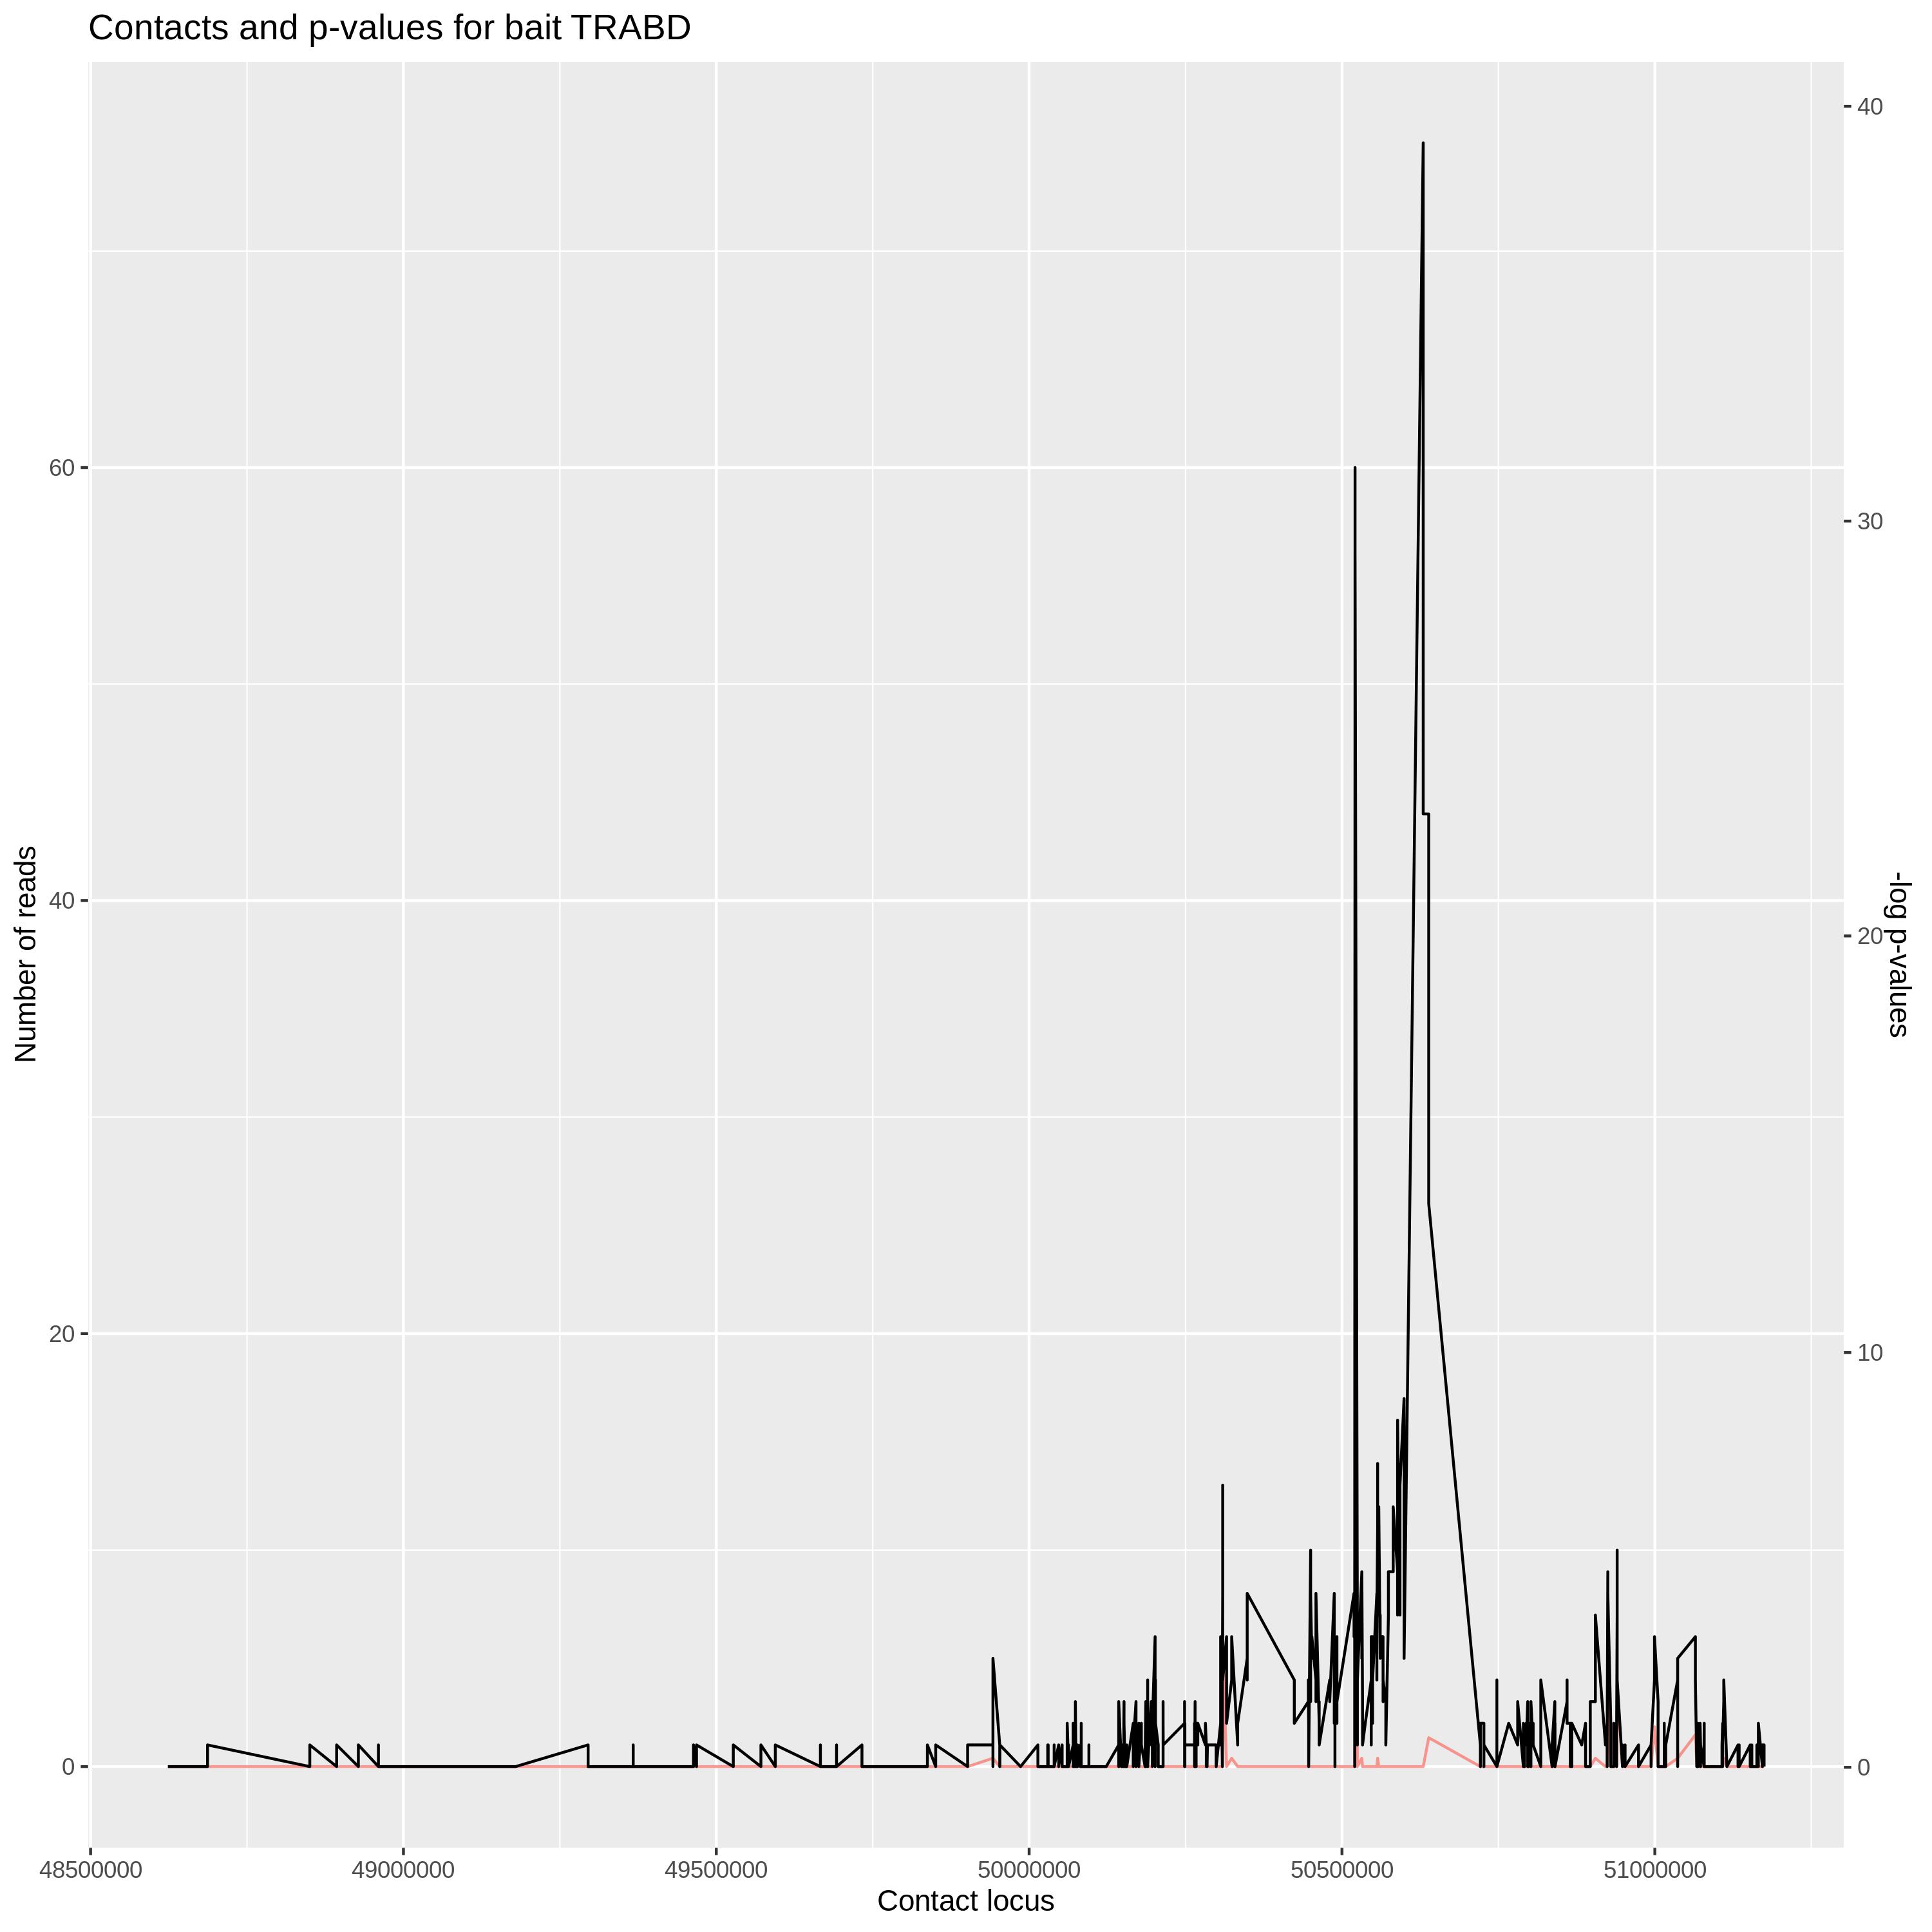 Contacts and p-values for bait TRABD
Number of reads
60
40
20
0
40
30
20
10
0
-log p-values
48500000 49000000 49500000 50000000 50500000 51000000
Contact locus